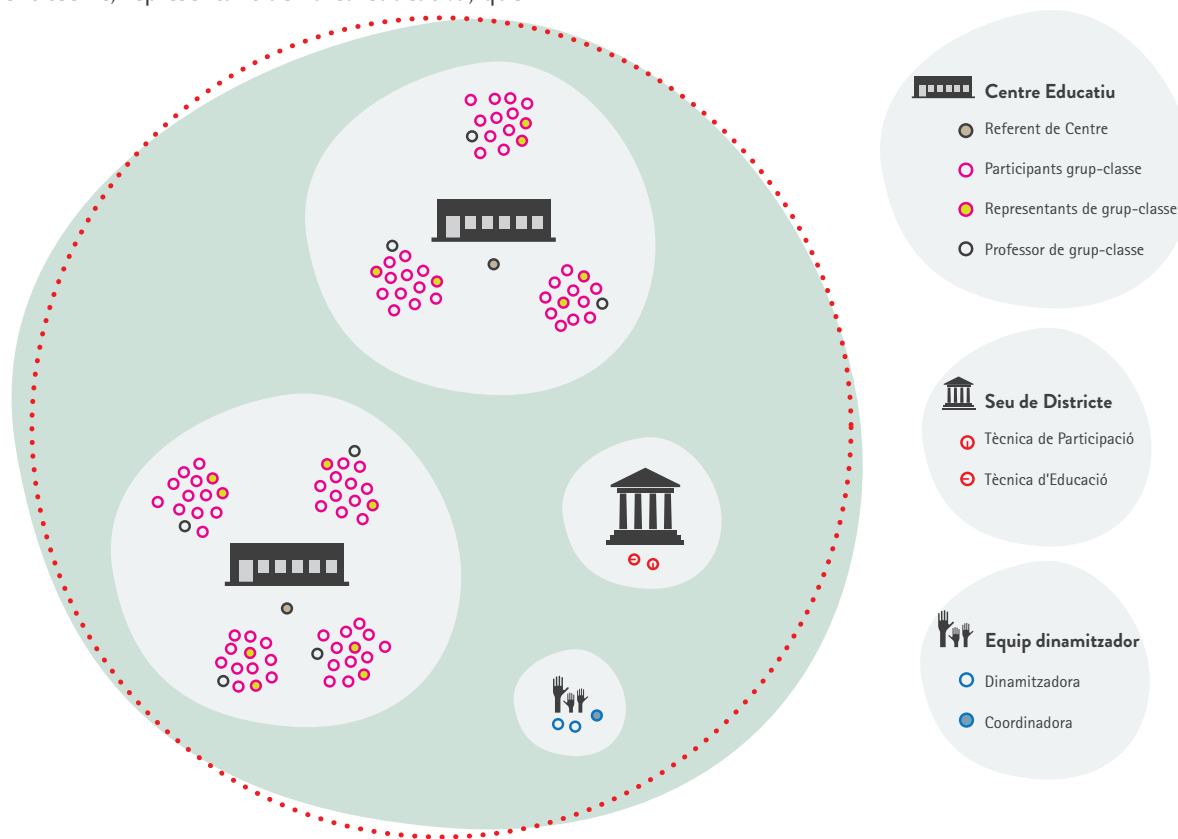 Centre Educatiu
Referent de Centre
Participants grup-classe
Representants de grup-classe
Professor de grup-classe
Seu de Districte
Tècnica de Participació
Tècnica d'Educació
Equip dinamitzador
Dinamitzadora
Coordinadora